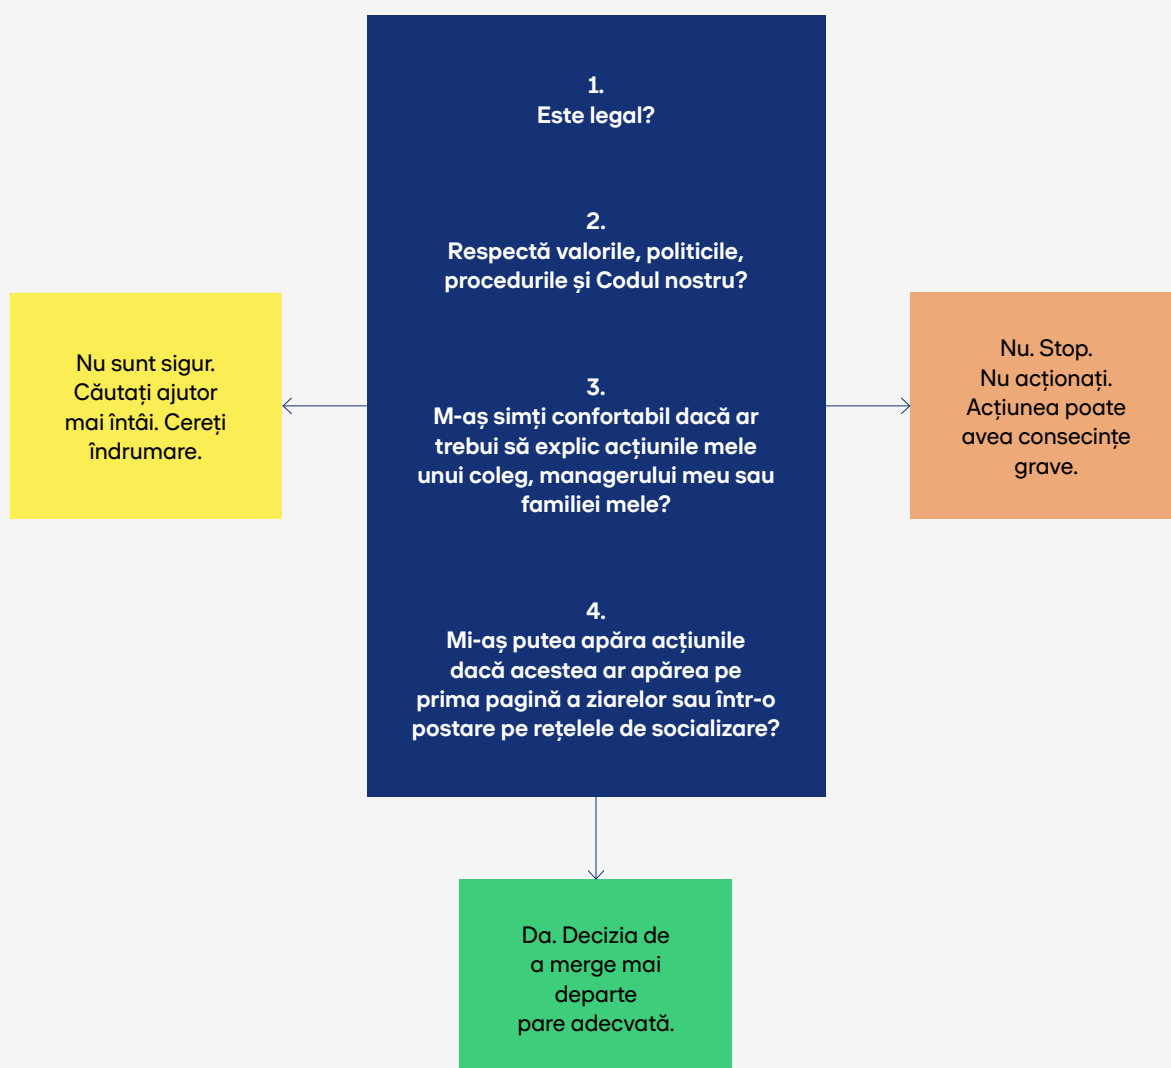 1.
Este legal?
2.
Respectă valorile, politicile,
procedurile și Codul nostru?
3.
M-aș simți confortabil dacă ar
trebui să explic acțiunile mele
unui coleg, managerului meu sau
familiei mele?
4.
Mi-aș putea apăra acțiunile
dacă acestea ar apărea pe
prima pagină a ziarelor sau într-o
postare pe rețelele de socializare?
Nu sunt sigur.
Căutați ajutor
mai întâi. Cereți
îndrumare.
Nu. Stop.
Nu acționați.
Acțiunea poate
avea consecințe
grave.
Da. Decizia de
a merge mai
departe
pare adecvată.